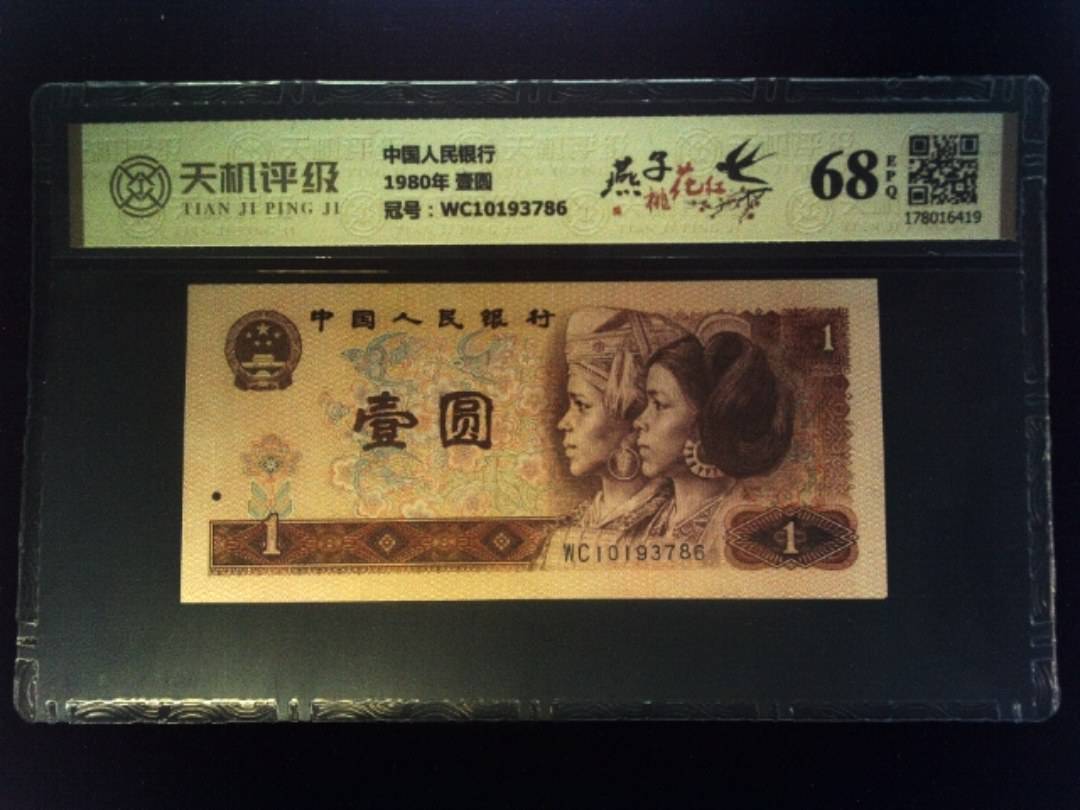 天机评级
TIAN JI PING JI
中国人民银行
1980年 壹圆
冠号：WC10193786
燕子
桃花红
68
EPQ
178016419
中国人民银行
1
壹圆
1
WC10193786
1